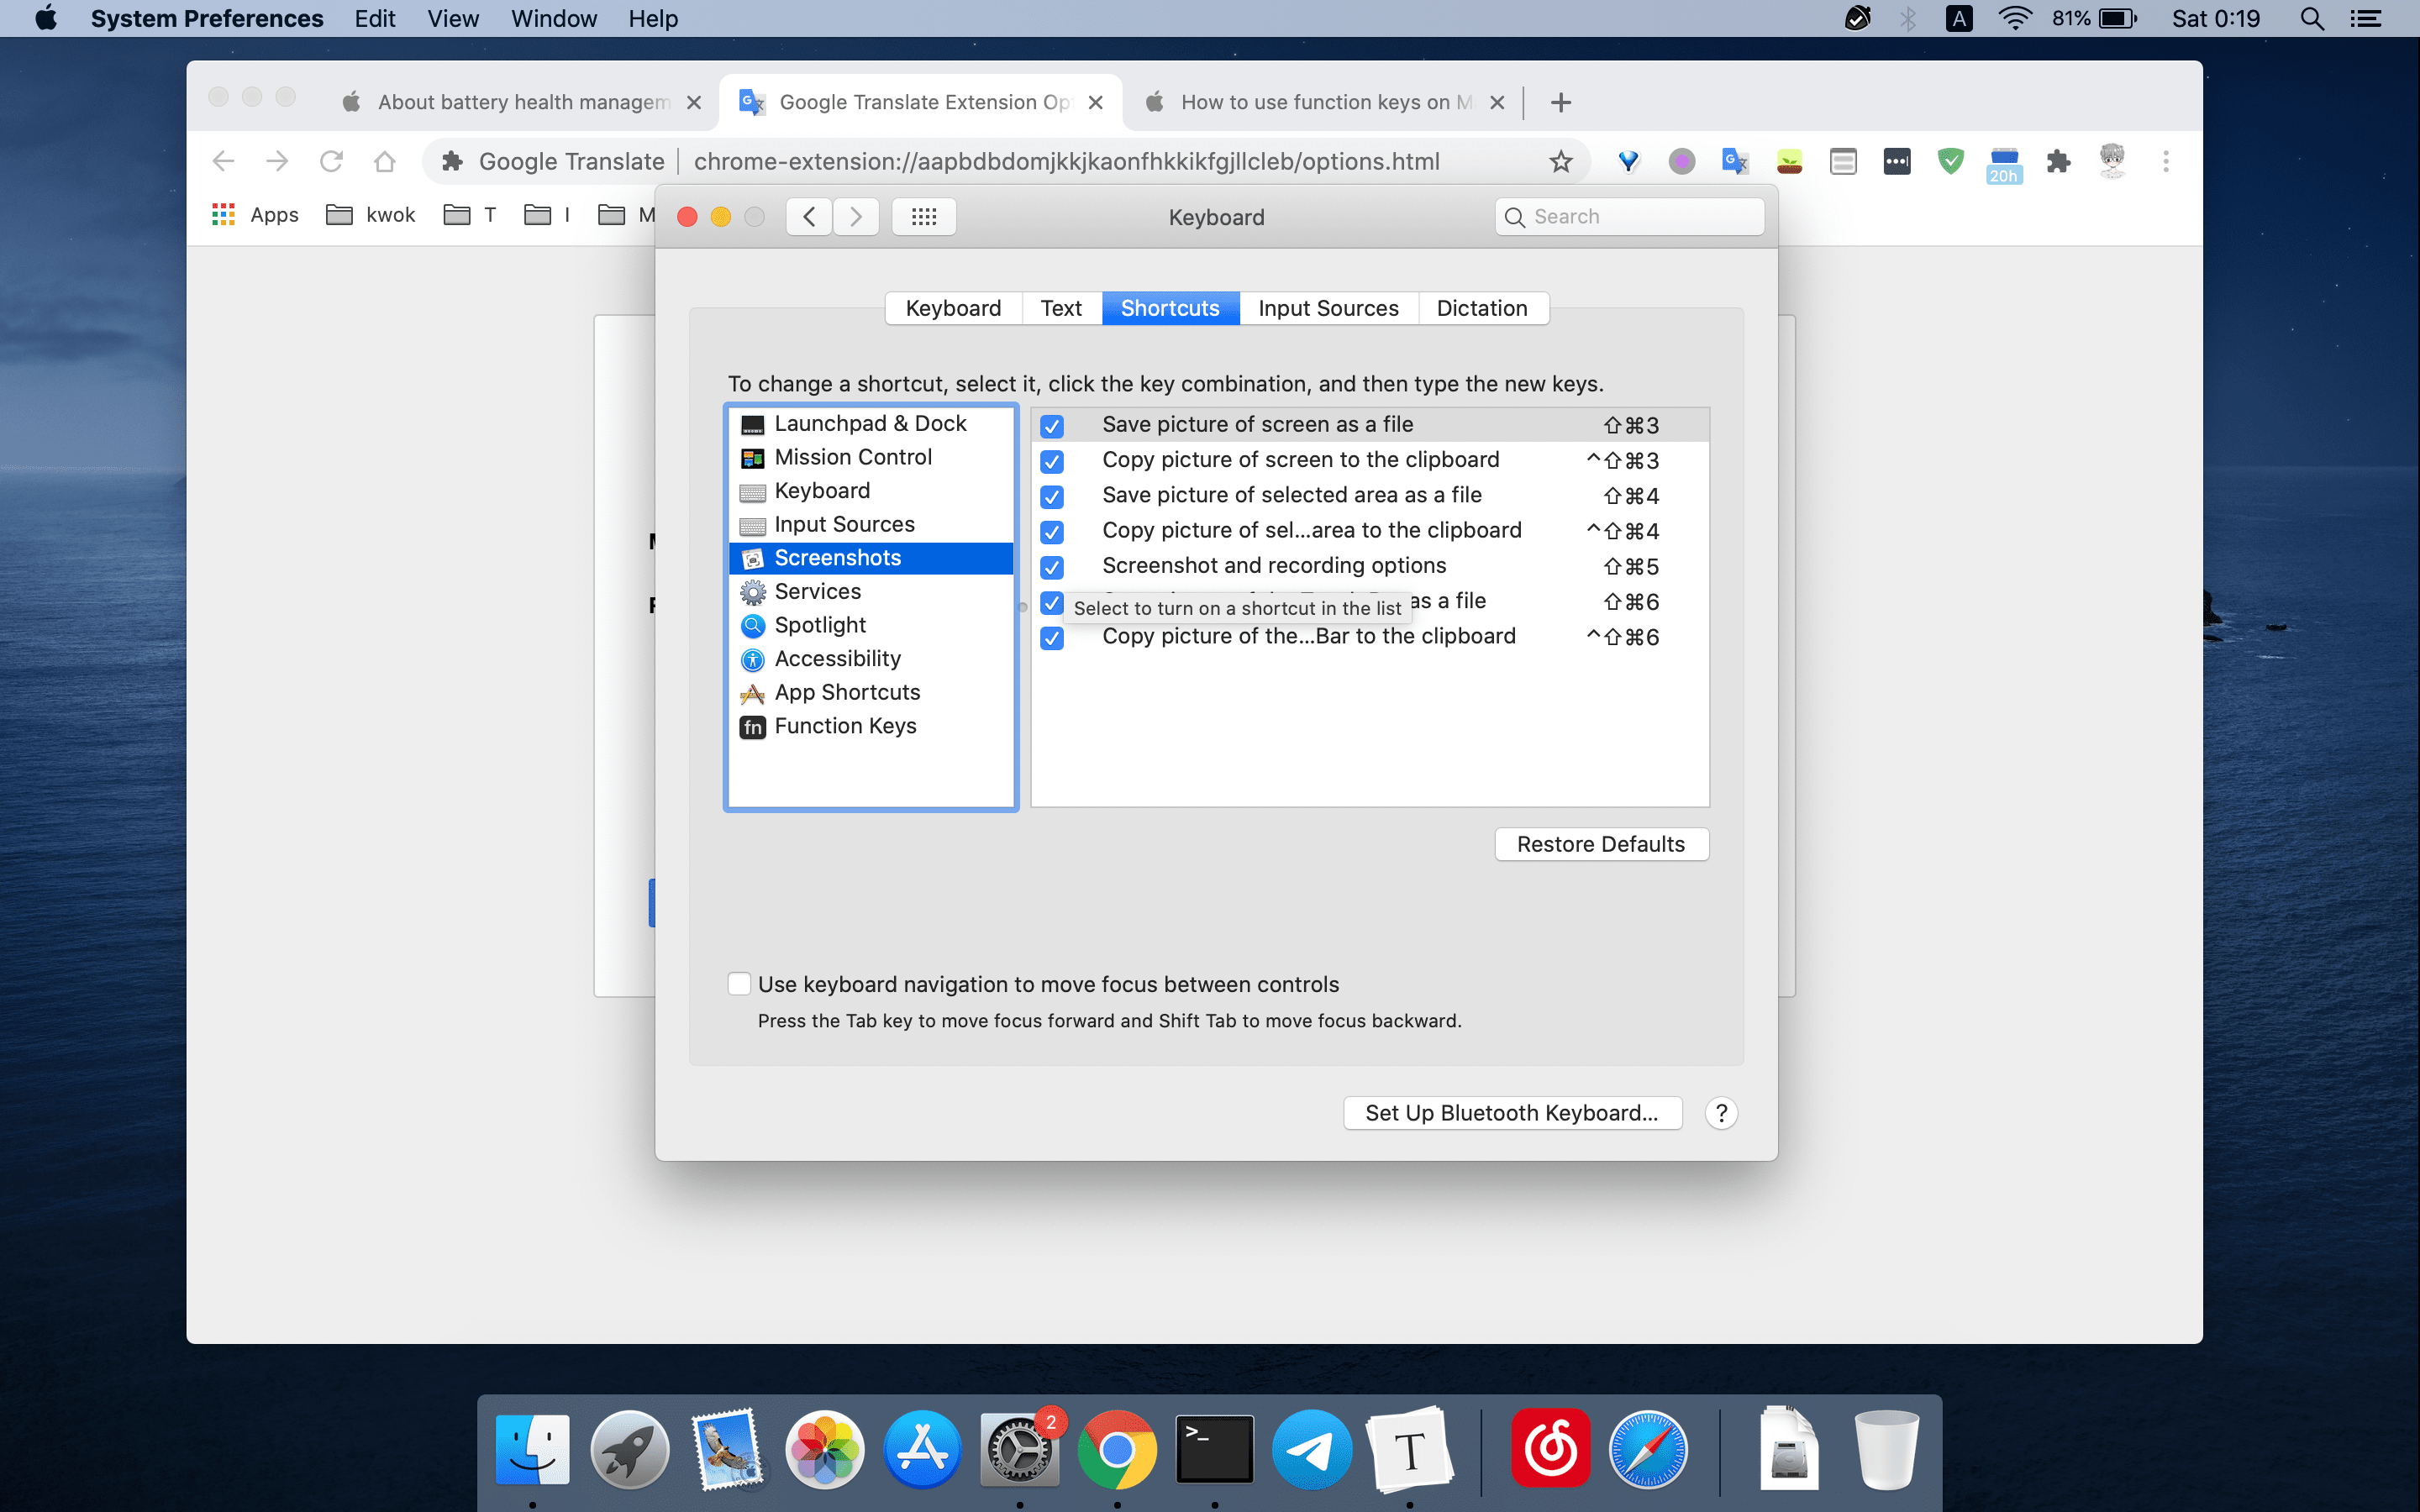 System Preferences Edit View Window Help
A 81% Sat 0:19
About battery health managem
Google Translate Extension Op
How to use function keys on M
Google Translate chrome-extension://aapbdbdomjkkjkaonfhkkikfgjllcleb/options.html
20h
Apps kwok T I M
Keyboard
Search
Keyboard Text Shortcuts Input Sources Dictation
To change a shortcut, select it, click the key combination, and then type the new keys.
Launchpad & Dock
Mission Control
Keyboard
Input Sources
Screenshots
Services
Spotlight
Accessibility
App Shortcuts
fn Function Keys
Save picture of screen as a file ⇧⌘3
Copy picture of screen to the clipboard ^⇧⌘3
Save picture of selected area as a file ⇧⌘4
Copy picture of sel...area to the clipboard ^⇧⌘4
Screenshot and recording options ⇧⌘5
as a file ⇧⌘6
Select to turn on a shortcut in the list
Copy picture of the...Bar to the clipboard ^⇧⌘6
Restore Defaults
Use keyboard navigation to move focus between controls
Press the Tab key to move focus forward and Shift Tab to move focus backward.
Set Up Bluetooth Keyboard... ?
2
>_
T